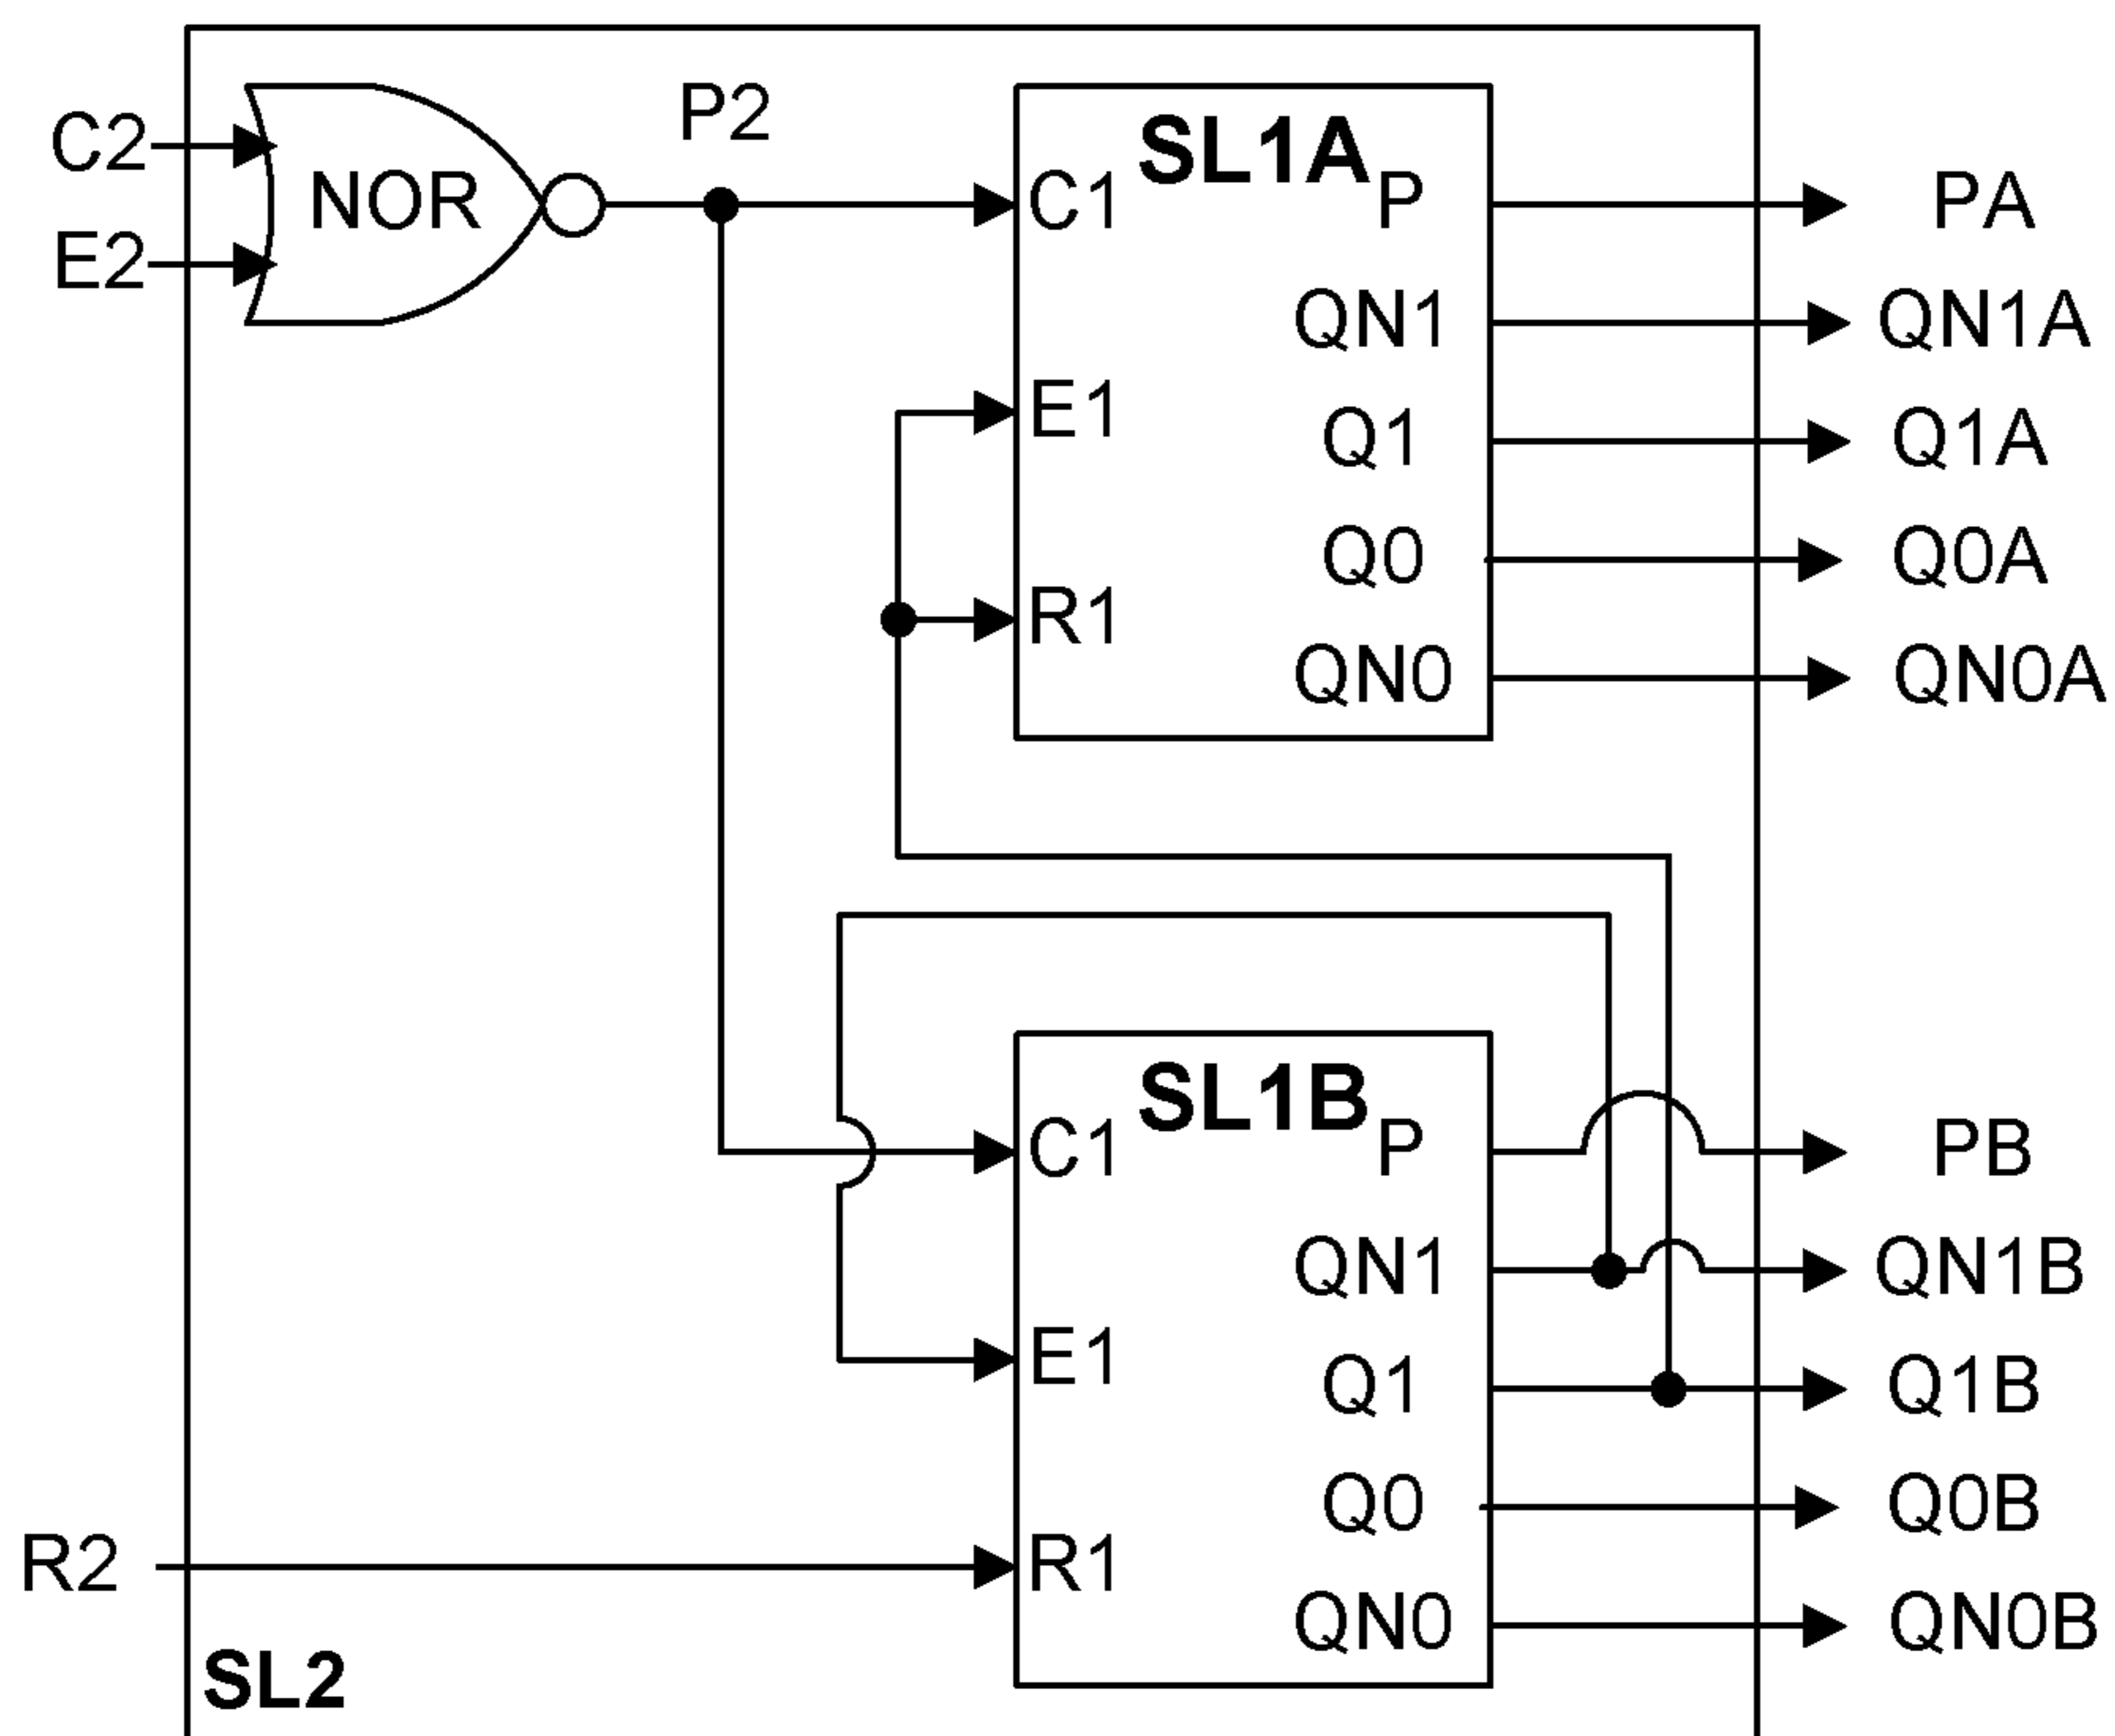 P2
SL1A
C2
NOR
C1
P
PA
E2
QN1
QN1A
E1
Q1
Q1A
Q0
Q0A
R1
QN0
QN0A
SL1B
C1
P
PB
QN1
QN1B
E1
Q1
Q1B
Q0
Q0B
R2
R1
QN0
QN0B
SL2